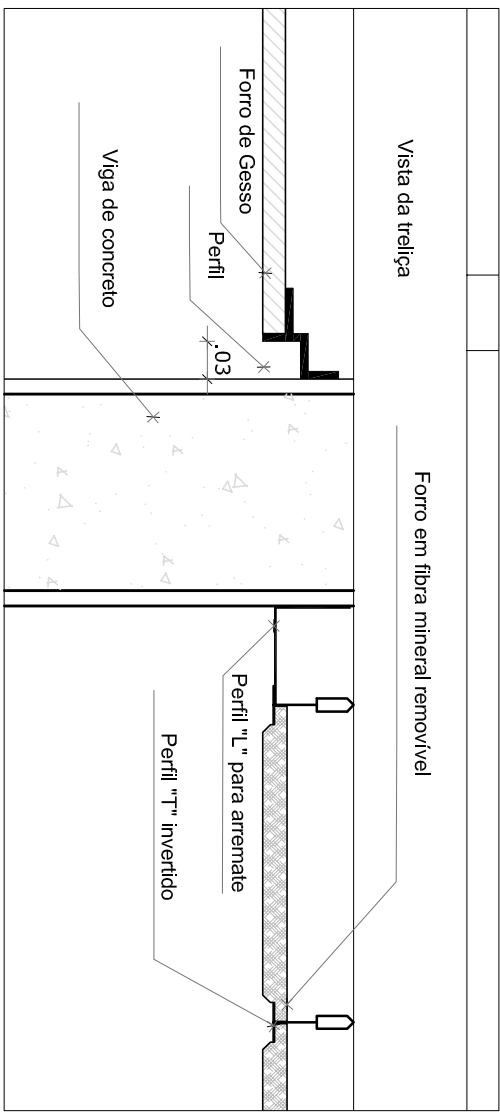 Vista da treliça
Forro em fibra mineral removível
Forro de Gesso
Perfil
.03
Viga de concreto
Perfil "L" para arremate
Perfil "T" invertido